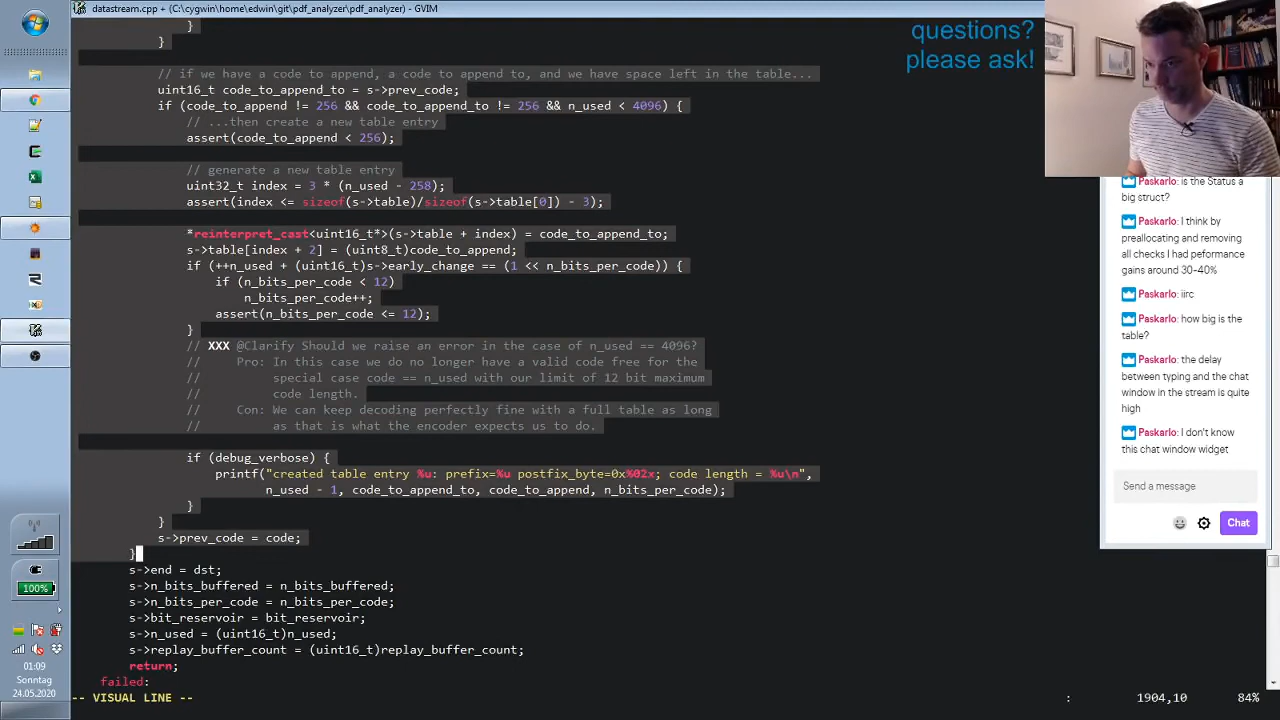 datastream.cpp + (C:\cygwin\home\edwin\git\pdf_analyzer\pdf_analyzer) - GVIM
}
}
// if we have a code to append, a code to append to, and we have space left in the table...
uint16_t code_to_append_to = s->prev_code;
if (code_to_append != 256 && code_to_append_to != 256 && n_used < 4096) {
// ...then create a new table entry
assert(code_to_append < 256);
// generate a new table entry
uint32_t index = 3 * (n_used - 258);
assert(index <= sizeof(s->table)/sizeof(s->table[0]) - 3);
*reinterpret_cast<uint16_t*>(s->table + index) = code_to_append_to;
s->table[index + 2] = (uint8_t)code_to_append;
if (++n_used + (uint16_t)s->early_change == (1 << n_bits_per_code)) {
if (n_bits_per_code < 12)
n_bits_per_code++;
assert(n_bits_per_code <= 12);
}
// XXX @Clarify Should we raise an error in the case of n_used == 4096?
// Pro: In this case we do no longer have a valid code free for the
// special case code == n_used with our limit of 12 bit maximum
// code length.
// Con: We can keep decoding perfectly fine with a full table as long
// as that is what the encoder expects us to do.
if (debug_verbose) {
printf("created table entry %u: prefix=%u postfix_byte=0x%02x; code length = %u\n",
n_used - 1, code_to_append_to, code_to_append, n_bits_per_code);
}
}
s->prev_code = code;
}
s->end = dst;
s->n_bits_buffered = n_bits_buffered;
s->n_bits_per_code = n_bits_per_code;
s->bit_reservoir = bit_reservoir;
s->n_used = (uint16_t)n_used;
s->replay_buffer_count = (uint16_t)replay_buffer_count;
return;
failed:
-- VISUAL LINE --
:
1904,10
84%
questions?
please ask!
Paskarlo: is the Status a
big struct?
Paskarlo: I think by
preallocating and removing
all checks I had peformance
gains around 30-40%
Paskarlo: iirc
Paskarlo: how big is the
table?
Paskarlo: the delay
between typing and the chat
window in the stream is quite
high
Paskarlo: I don't know
this chat window widget
Send a message
Chat
100%
01:09
Sonntag
24.05.2020